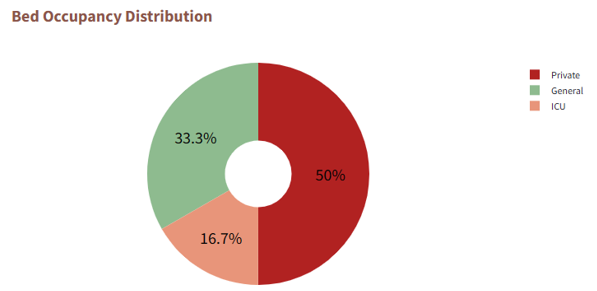 Bed Occupancy Distribution
Private
General
ICU
33.3%
50%
16.7%